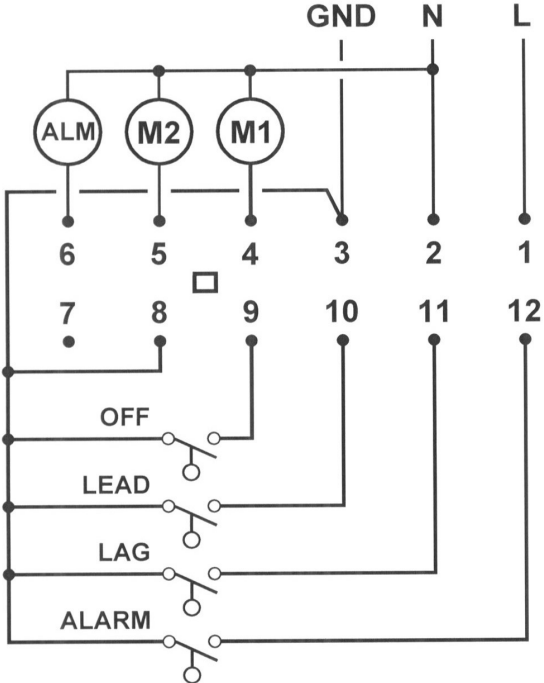 GND N L
ALM M2 M1
6 5 4 3 2 1
7 8 9 10 11 12
OFF
LEAD
LAG
ALARM